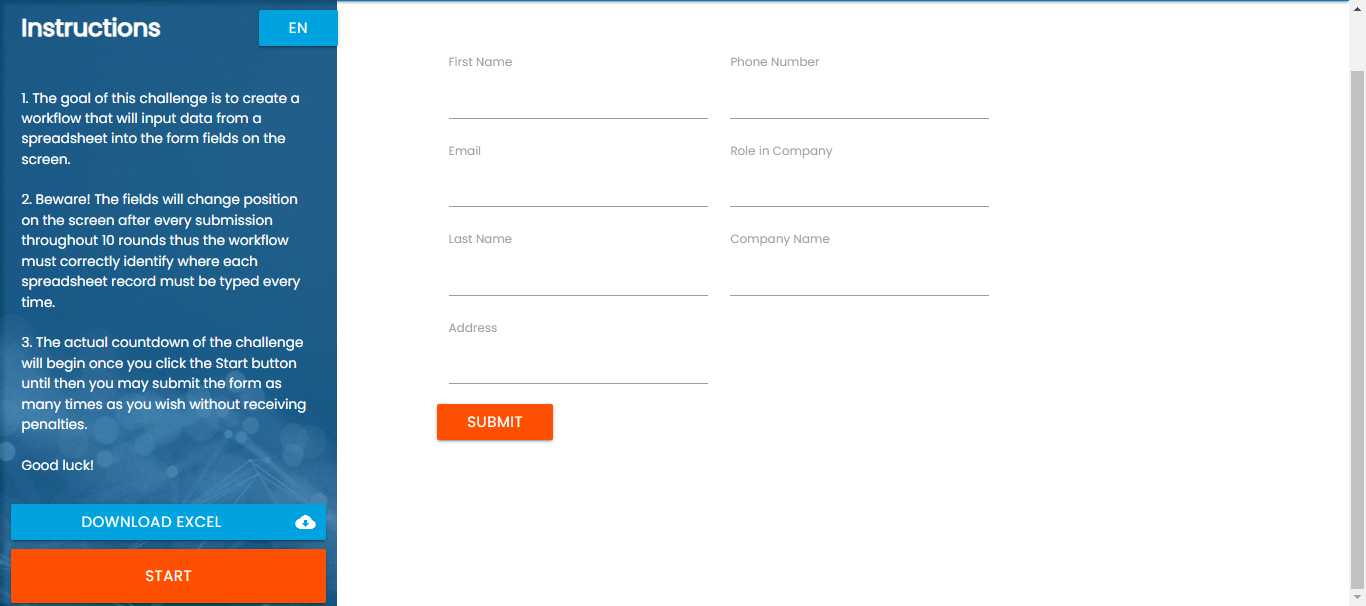 Instructions
EN
1. The goal of this challenge is to create a
workflow that will input data from a
spreadsheet into the form fields on the
screen.
2. Beware! The fields will change position
on the screen after every submission
throughout 10 rounds thus the workflow
must correctly identify where each
spreadsheet record must be typed every
time.
3. The actual countdown of the challenge
will begin once you click the Start button
until then you may submit the form as
many times as you wish without receiving
penalties.
Good luck!
DOWNLOAD EXCEL
START
First Name
Phone Number
Email
Role in Company
Last Name
Company Name
Address
SUBMIT